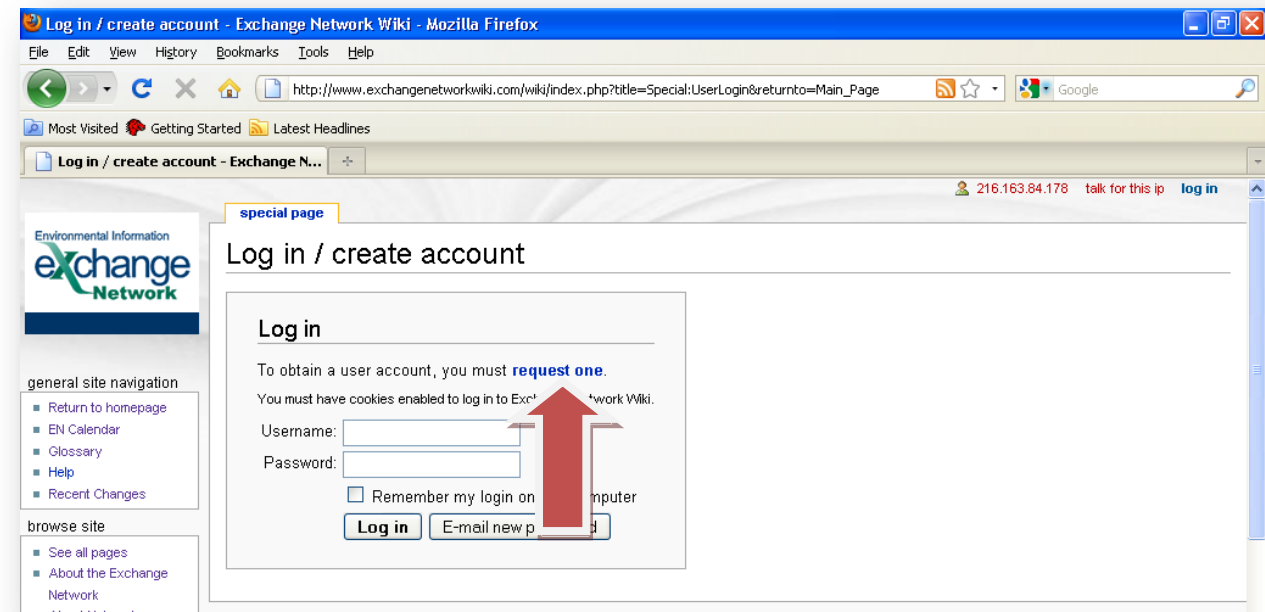 Log in / create account - Exchange Network Wiki - Mozilla Firefox
File Edit View History Bookmarks Tools Help
http://www.exchangenetworkwiki.com/wiki/index.php?title=Special:UserLogin&returnto=Main_Page
Google
Most Visited Getting Started Latest Headlines
Log in / create account - Exchange N...
216.163.84.178 talk for this ip log in
special page
Environmental Information
eXchange
Network
Log in / create account
Log in
To obtain a user account, you must request one.
You must have cookies enabled to log in to Wiki.
Username:
Password:
Remember my login on
Log in E-mail new
general site navigation
Return to homepage
EN Calendar
Glossary
Help
Recent Changes
browse site
See all pages
About the Exchange
Network